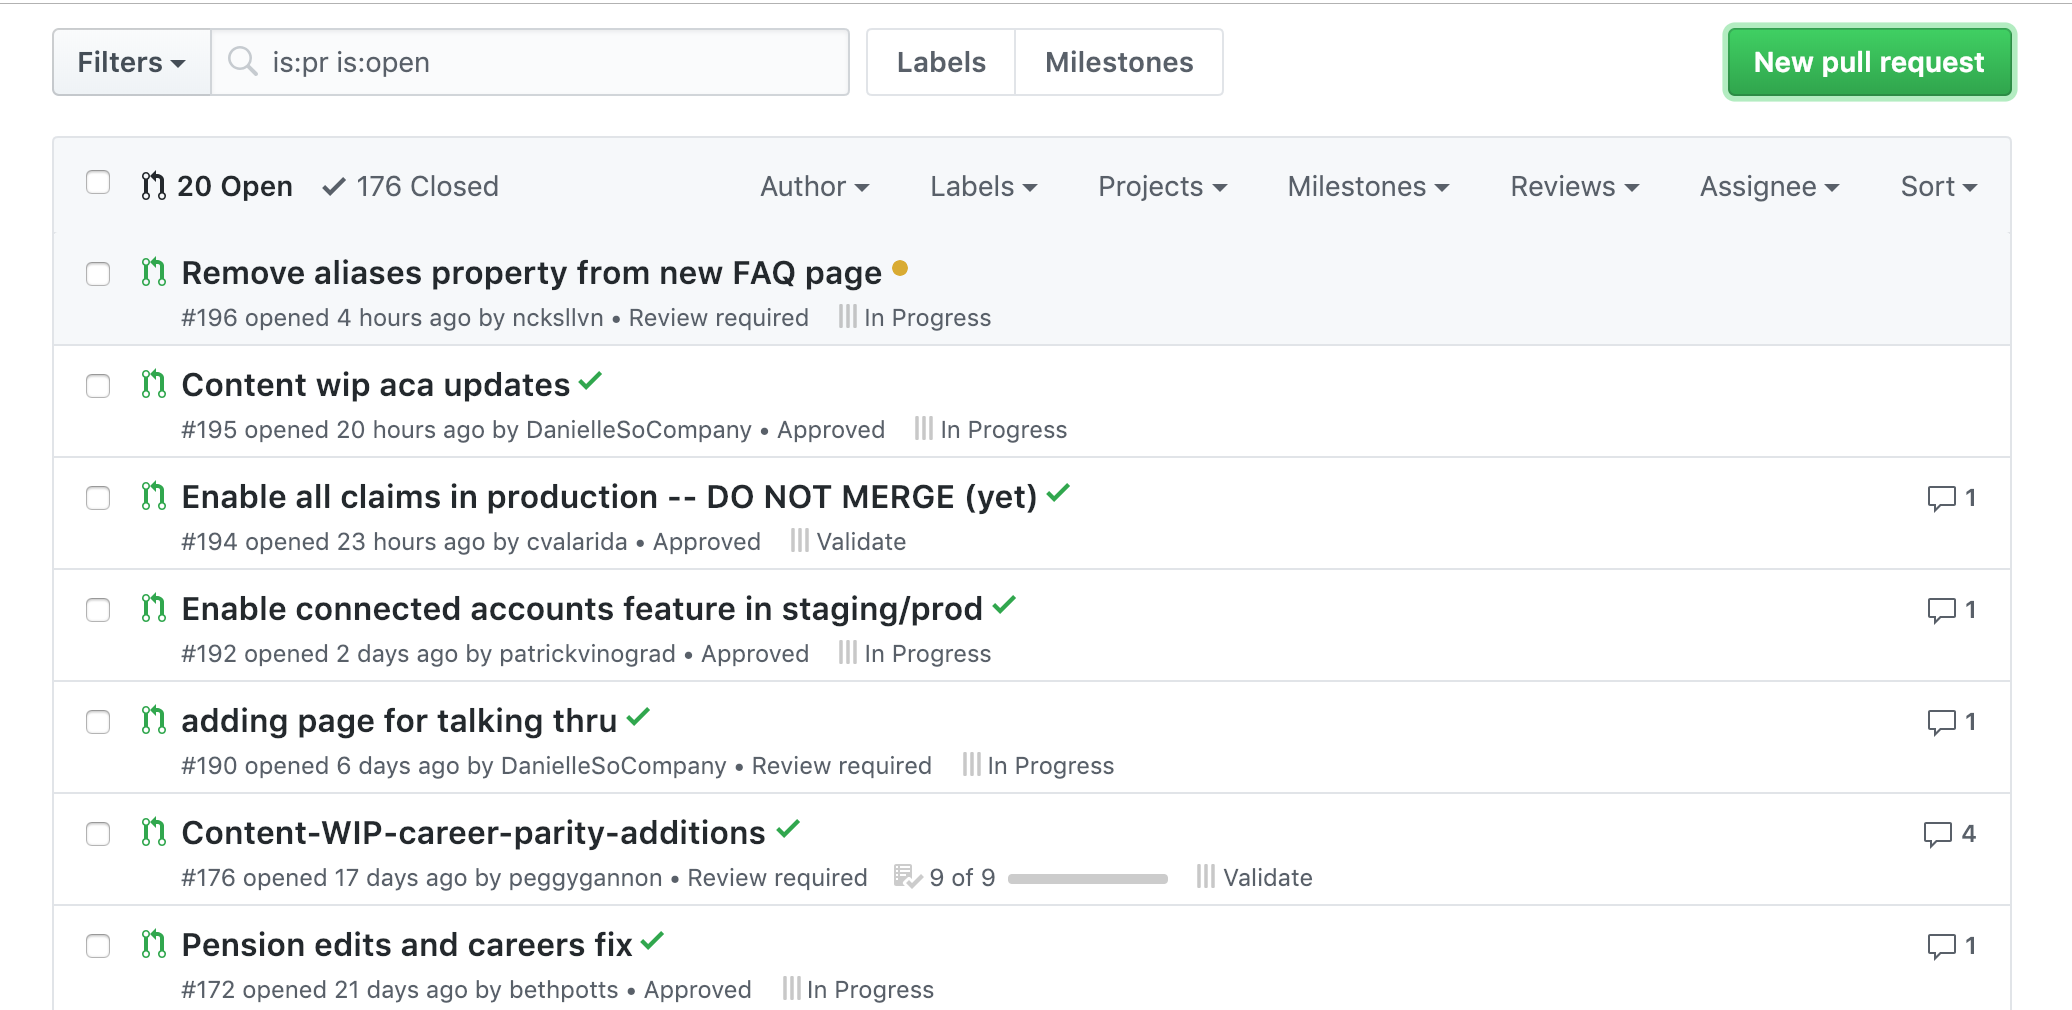 Filters is:pr is:open Labels Milestones New pull request
20 Open 176 Closed Author Labels Projects Milestones Reviews Assignee Sort
Remove aliases property from new FAQ page
#196 opened 4 hours ago by ncksllvn • Review required In Progress
Content wip aca updates
#195 opened 20 hours ago by DanielleSoCompany • Approved In Progress
Enable all claims in production -- DO NOT MERGE (yet) 1
#194 opened 23 hours ago by cvalarida • Approved Validate
Enable connected accounts feature in staging/prod 1
#192 opened 2 days ago by patrickvinograd • Approved In Progress
adding page for talking thru 1
#190 opened 6 days ago by DanielleSoCompany • Review required In Progress
Content-WIP-career-parity-additions 4
#176 opened 17 days ago by peggygannon • Review required 9 of 9 Validate
Pension edits and careers fix 1
#172 opened 21 days ago by bethpotts • Approved In Progress